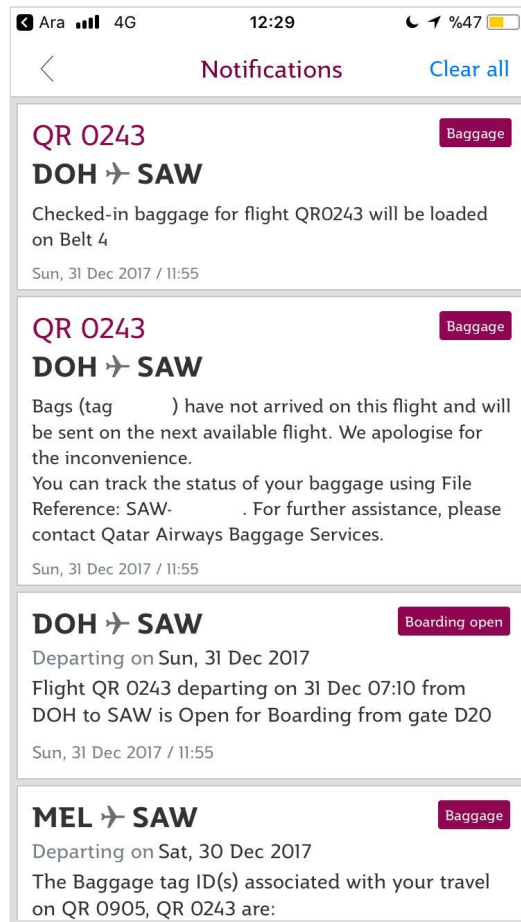 Ara 4G 12:29 %47
Notifications Clear all
QR 0243 Baggage
DOH SAW
Checked-in baggage for flight QR0243 will be loaded
on Belt 4
Sun, 31 Dec 2017 / 11:55
QR 0243 Baggage
DOH SAW
Bags (tag ) have not arrived on this flight and will
be sent on the next available flight. We apologise for
the inconvenience.
You can track the status of your baggage using File
Reference: SAW- . For further assistance, please
contact Qatar Airways Baggage Services.
Sun, 31 Dec 2017 / 11:55
DOH SAW Boarding open
Departing on Sun, 31 Dec 2017
Flight QR 0243 departing on 31 Dec 07:10 from
DOH to SAW is Open for Boarding from gate D20
Sun, 31 Dec 2017 / 11:55
MEL SAW Baggage
Departing on Sat, 30 Dec 2017
The Baggage tag ID(s) associated with your travel
on QR 0905, QR 0243 are: